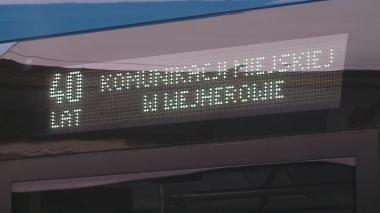 40 KOMUNIKACJI MIEJSKIEJ
LAT W WEJHEROWIE